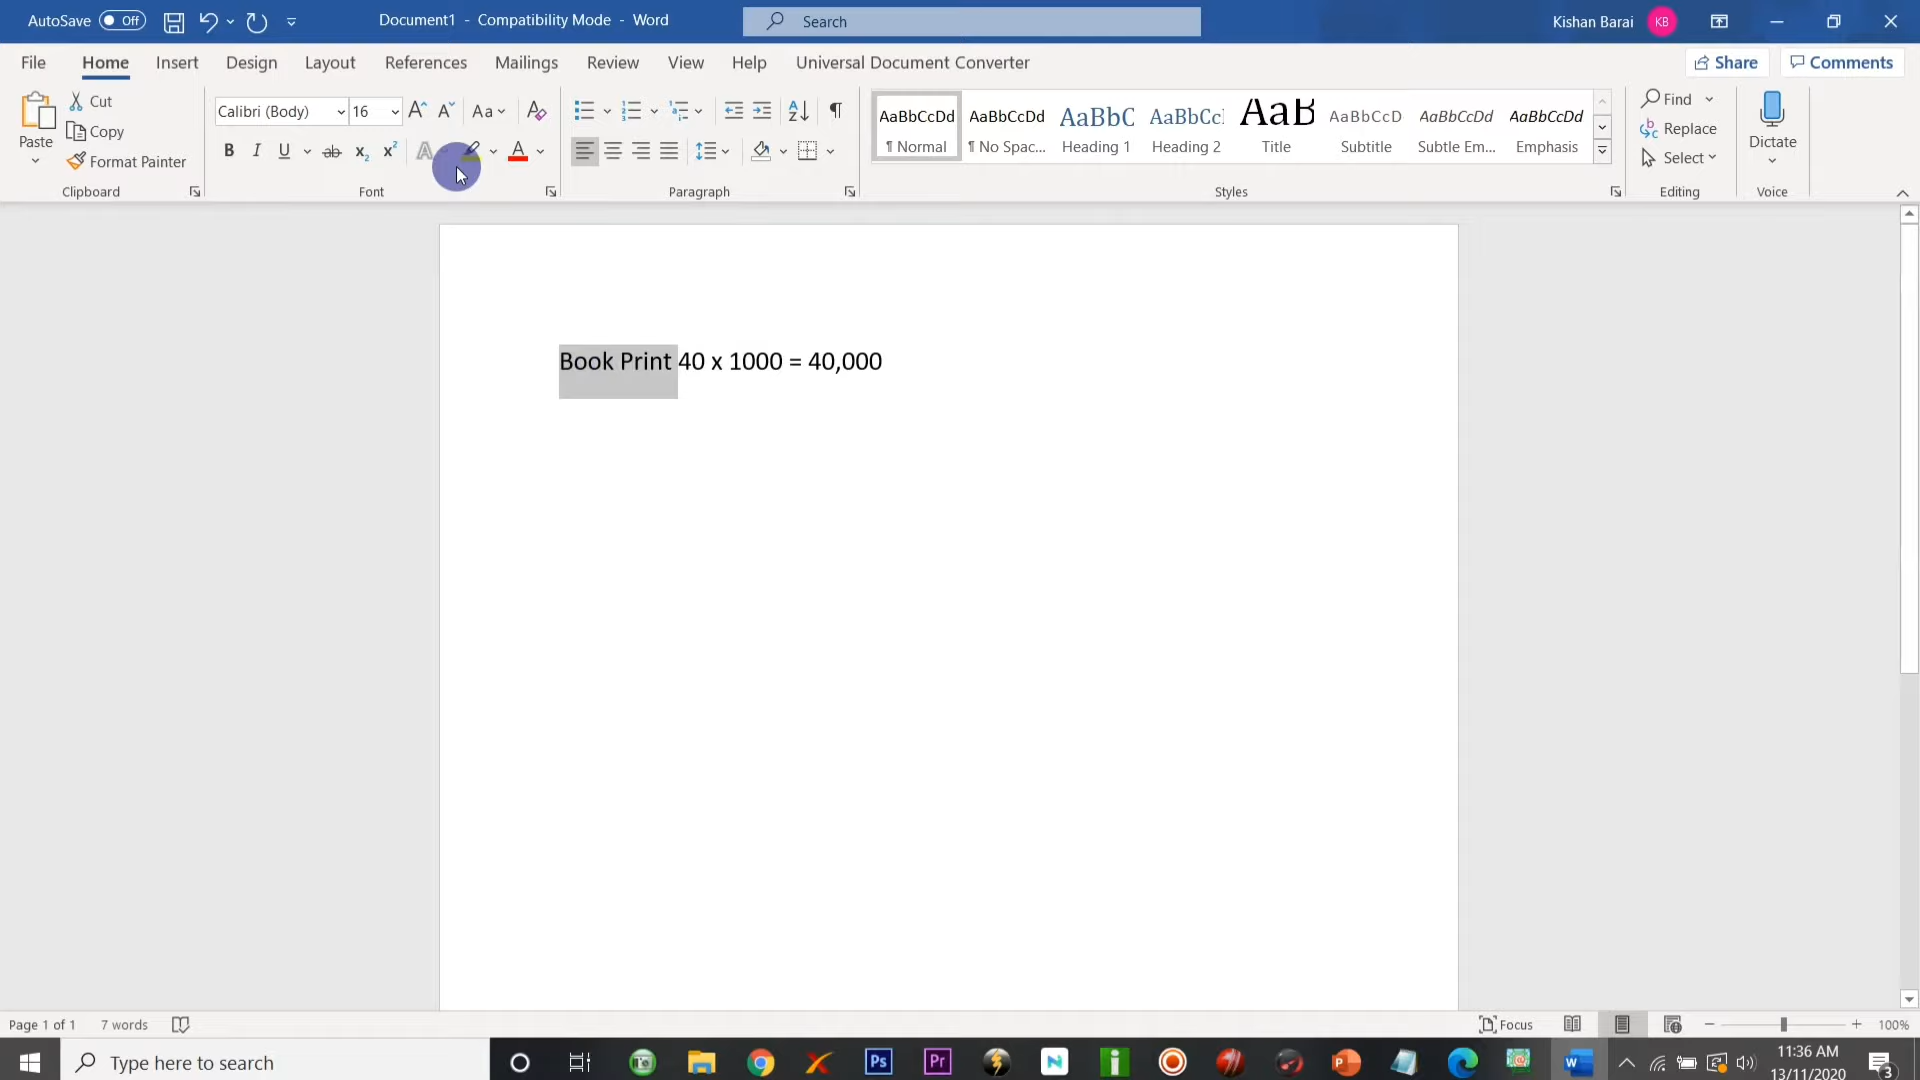 AutoSave Off Document1 - Compatibility Mode - Word Search Kishan Barai KB
File Home Insert Design Layout References Mailings Review View Help Universal Document Converter Share Comments
Paste
Cut
Copy
Format Painter
Clipboard
Calibri (Body) 16
Font
Paragraph
AaBbCcDd AaBbCcDd AaBbC AaBbCcl AaB AaBbCcD AaBbCcDd AaBbCcDd
¶ Normal ¶ No Spac... Heading 1 Heading 2 Title Subtitle Subtle Em... Emphasis
Styles
Find
Replace
Select
Editing
Dictate
Voice
Book Print 40 x 1000 = 40,000
Page 1 of 1 7 words Focus 100%
Type here to search
Ps Pr
11:36 AM
13/11/2020
3